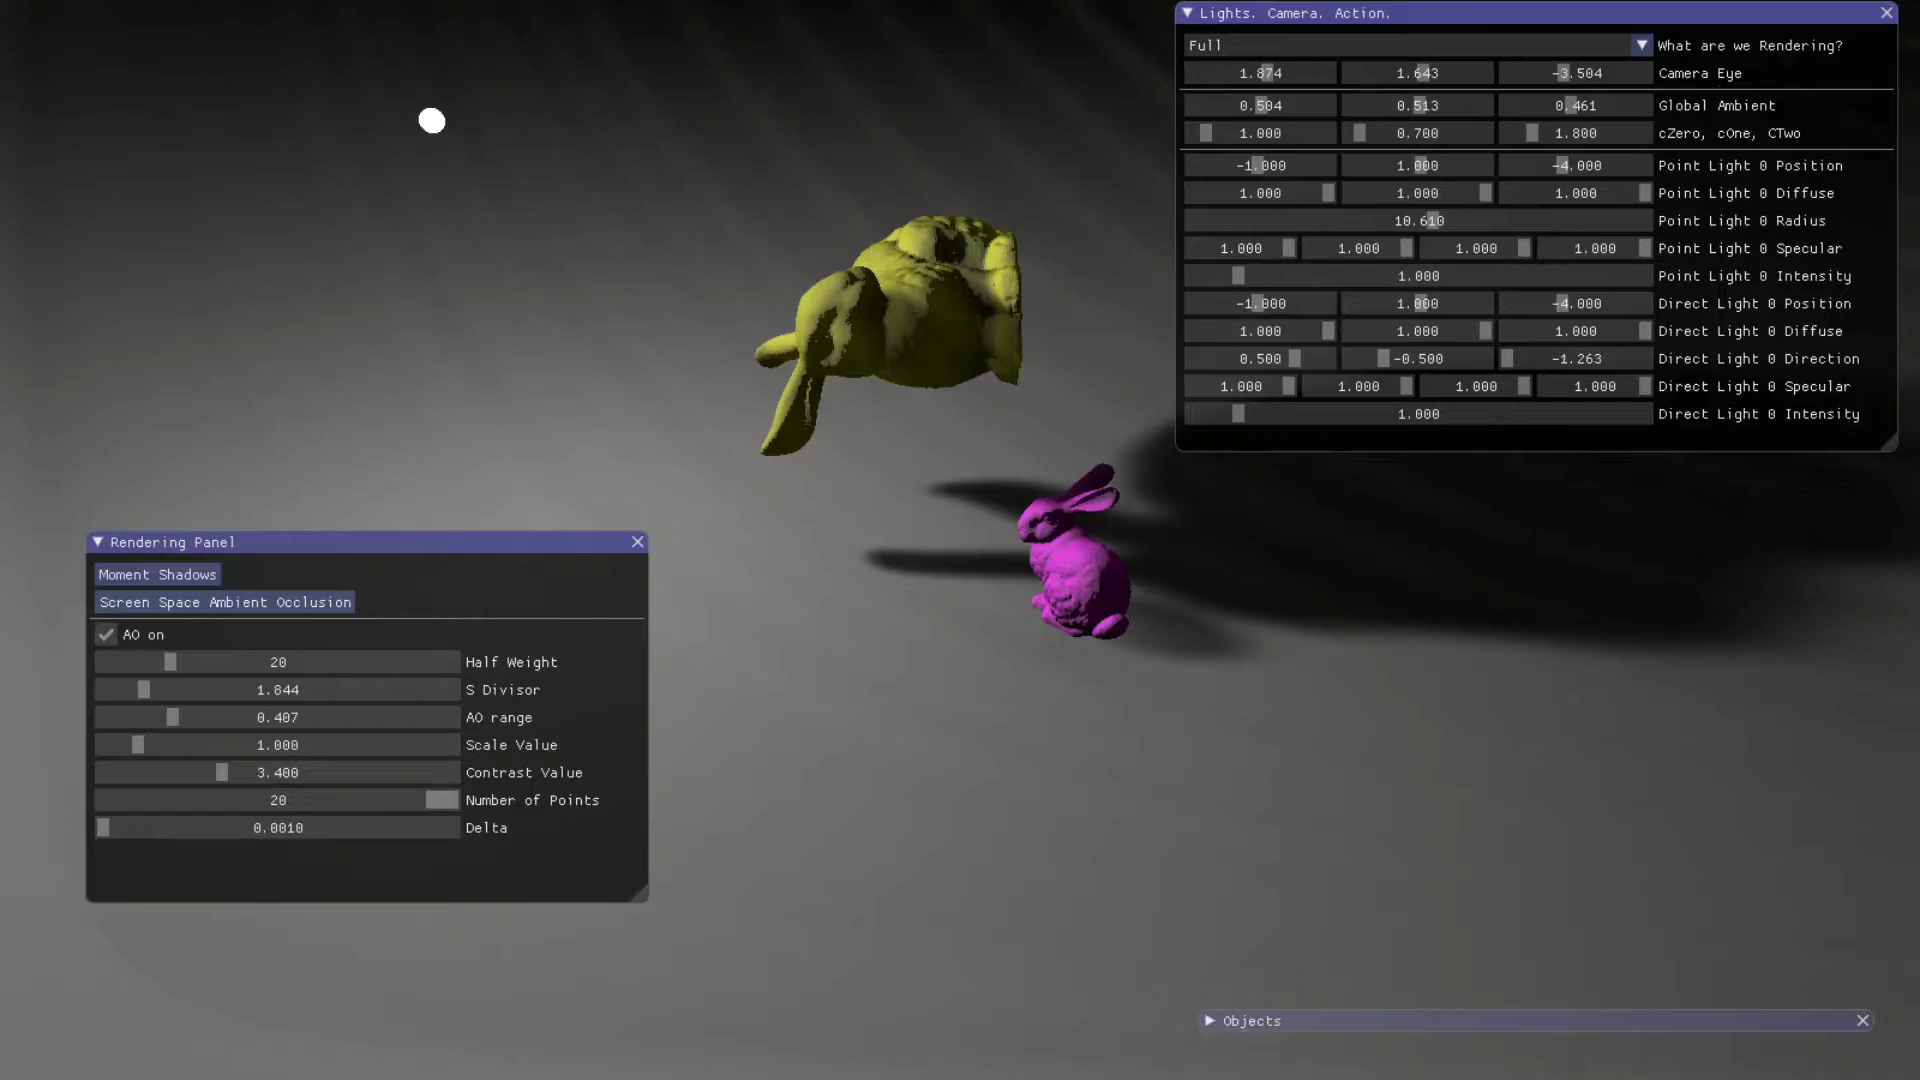 Lights. Camera. Action.
Full What are we Rendering?
1.874 1.643 -3.504 Camera Eye
0.504 0.513 0.461 Global Ambient
1.000 0.700 1.800 cZero, cOne, CTwo
-1.000 1.000 -4.000 Point Light 0 Position
1.000 1.000 1.000 Point Light 0 Diffuse
10.610 Point Light 0 Radius
1.000 1.000 1.000 1.000 Point Light 0 Specular
1.000 Point Light 0 Intensity
-1.000 1.000 -4.000 Direct Light 0 Position
1.000 1.000 1.000 Direct Light 0 Diffuse
0.500 -0.500 -1.263 Direct Light 0 Direction
1.000 1.000 1.000 1.000 Direct Light 0 Specular
1.000 Direct Light 0 Intensity
Rendering Panel
Moment Shadows
Screen Space Ambient Occlusion
AO on
20 Half Weight
1.844 S Divisor
0.407 AO range
1.000 Scale Value
3.400 Contrast Value
20 Number of Points
0.0010 Delta
Objects